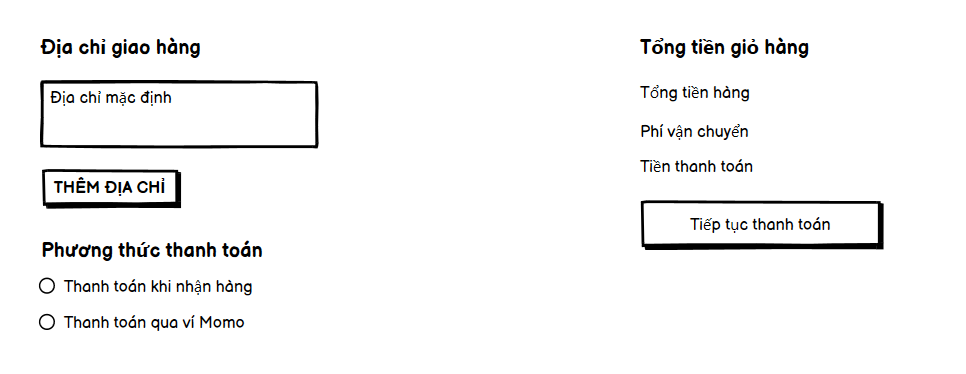 Địa chỉ giao hàng
Địa chỉ mặc định
THÊM ĐỊA CHỈ
Phương thức thanh toán
Thanh toán khi nhận hàng
Thanh toán qua ví Momo
Tổng tiền giỏ hàng
Tổng tiền hàng
Phí vận chuyển
Tiền thanh toán
Tiếp tục thanh toán